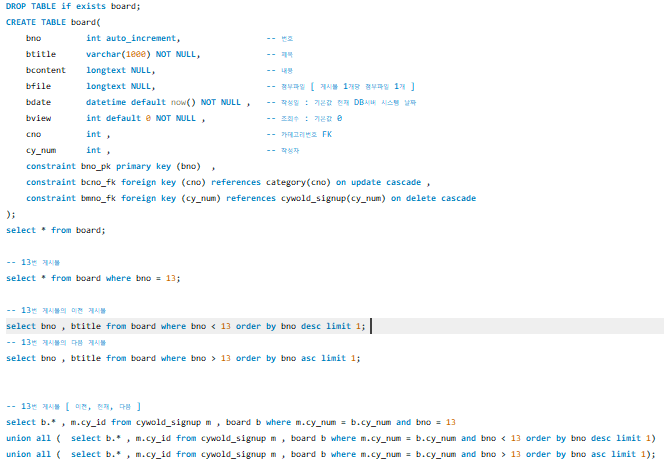 DROP TABLE if exists board;
CREATE TABLE board(
bno int auto_increment, -- 번호
btitle varchar(1000) NOT NULL, -- 제목
bcontent longtext NULL, -- 내용
bfile longtext NULL, -- 첨부파일 [ 게시물 1개당 첨부파일 1개 ]
bdate datetime default now() NOT NULL , -- 작성일 : 기본값 현재 DB서버 시스템 날짜
bview int default 0 NOT NULL , -- 조회수 : 기본값 0
cno int , -- 카테고리번호 FK
cy_num int , -- 작성자
constraint bno_pk primary key (bno) ,
constraint bcno_fk foreign key (cno) references category(cno) on update cascade ,
constraint bmno_fk foreign key (cy_num) references cywold_signup(cy_num) on delete cascade
);
select * from board;
-- 13번 게시물
select * from board where bno = 13;
-- 13번 게시물의 이전 게시물
select bno , btitle from board where bno < 13 order by bno desc limit 1;
-- 13번 게시물의 다음 게시물
select bno , btitle from board where bno > 13 order by bno asc limit 1;
-- 13번 게시물 [ 이전, 현재, 다음 ]
select b.* , m.cy_id from cywold_signup m , board b where m.cy_num = b.cy_num and bno = 13
union all ( select b.* , m.cy_id from cywold_signup m , board b where m.cy_num = b.cy_num and bno < 13 order by bno desc limit 1)
union all ( select b.* , m.cy_id from cywold_signup m , board b where m.cy_num = b.cy_num and bno > 13 order by bno asc limit 1);